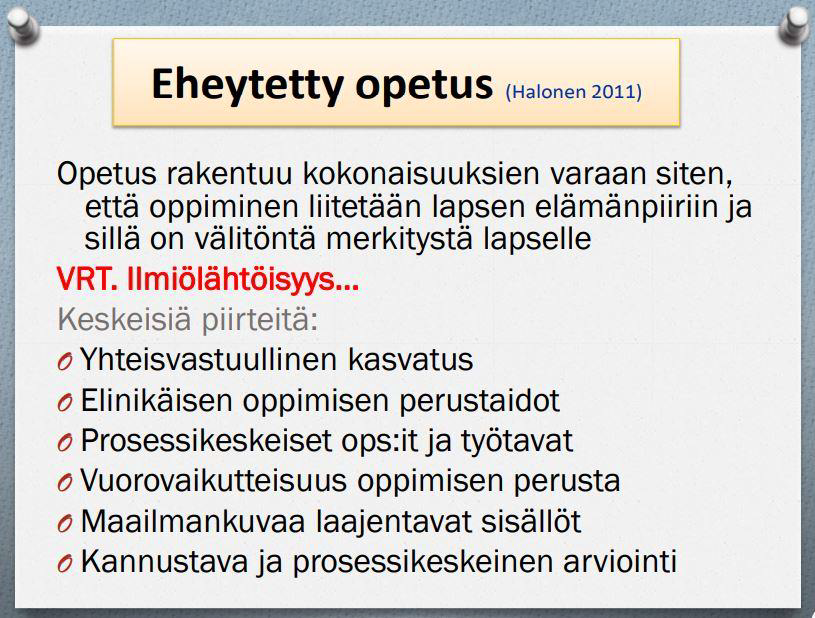 Eheytetty opetus (Halonen 2011)
Opetus rakentuu kokonaisuuksien varaan siten,
että oppiminen liitetään lapsen elämänpiiriin ja
sillä on välitöntä merkitystä lapselle
VRT. Ilmiölähtöisyys...
Keskeisiä piirteitä:
Yhteisvastuullinen kasvatus
Elinikäisen oppimisen perustaidot
Prosessikeskeiset ops:it ja työtavat
Vuorovaikutteisuus oppimisen perusta
Maailmankuvaa laajentavat sisällöt
Kannustava ja prosessikeskeinen arviointi